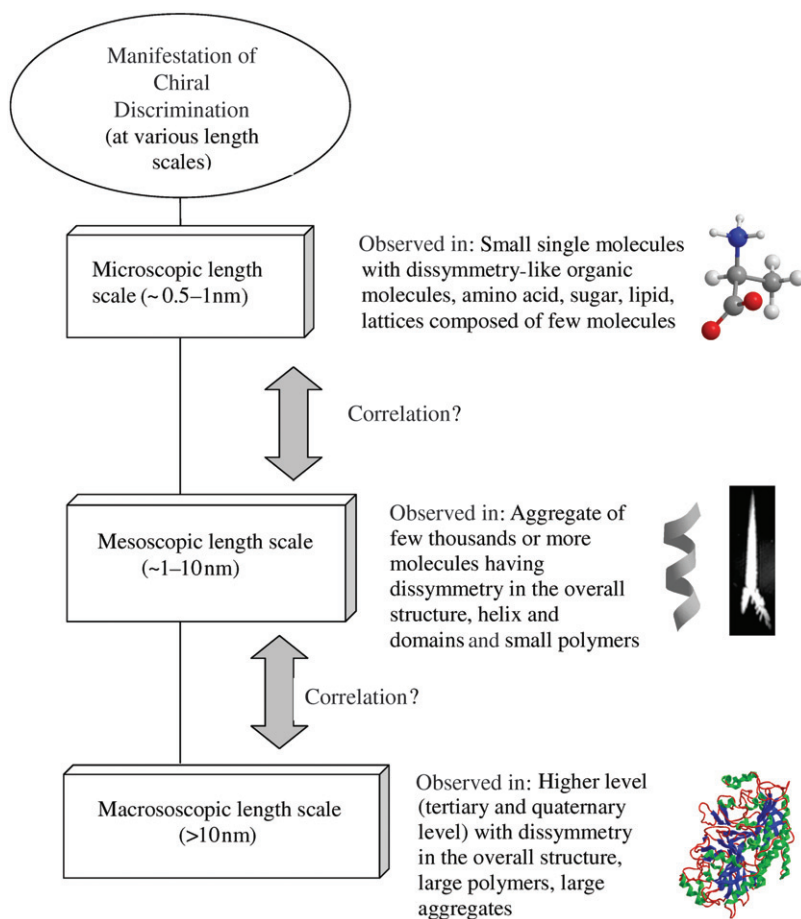 Manifestation of
Chiral
Discrimination
(at various length
scales)
Microscopic length
scale (~ 0.5–1nm)
Observed in: Small single molecules
with dissymmetry-like organic
molecules, amino acid, sugar, lipid,
lattices composed of few molecules
Correlation?
Mesoscopic length scale
(~1–10nm)
Observed in: Aggregate of
few thousands or more
molecules having
dissymmetry in the overall
structure, helix and
domains and small polymers
Correlation?
Macrososcopic length scale
(>10nm)
Observed in: Higher level
(tertiary and quaternary
level) with dissymmetry
in the overall structure,
large polymers, large
aggregates